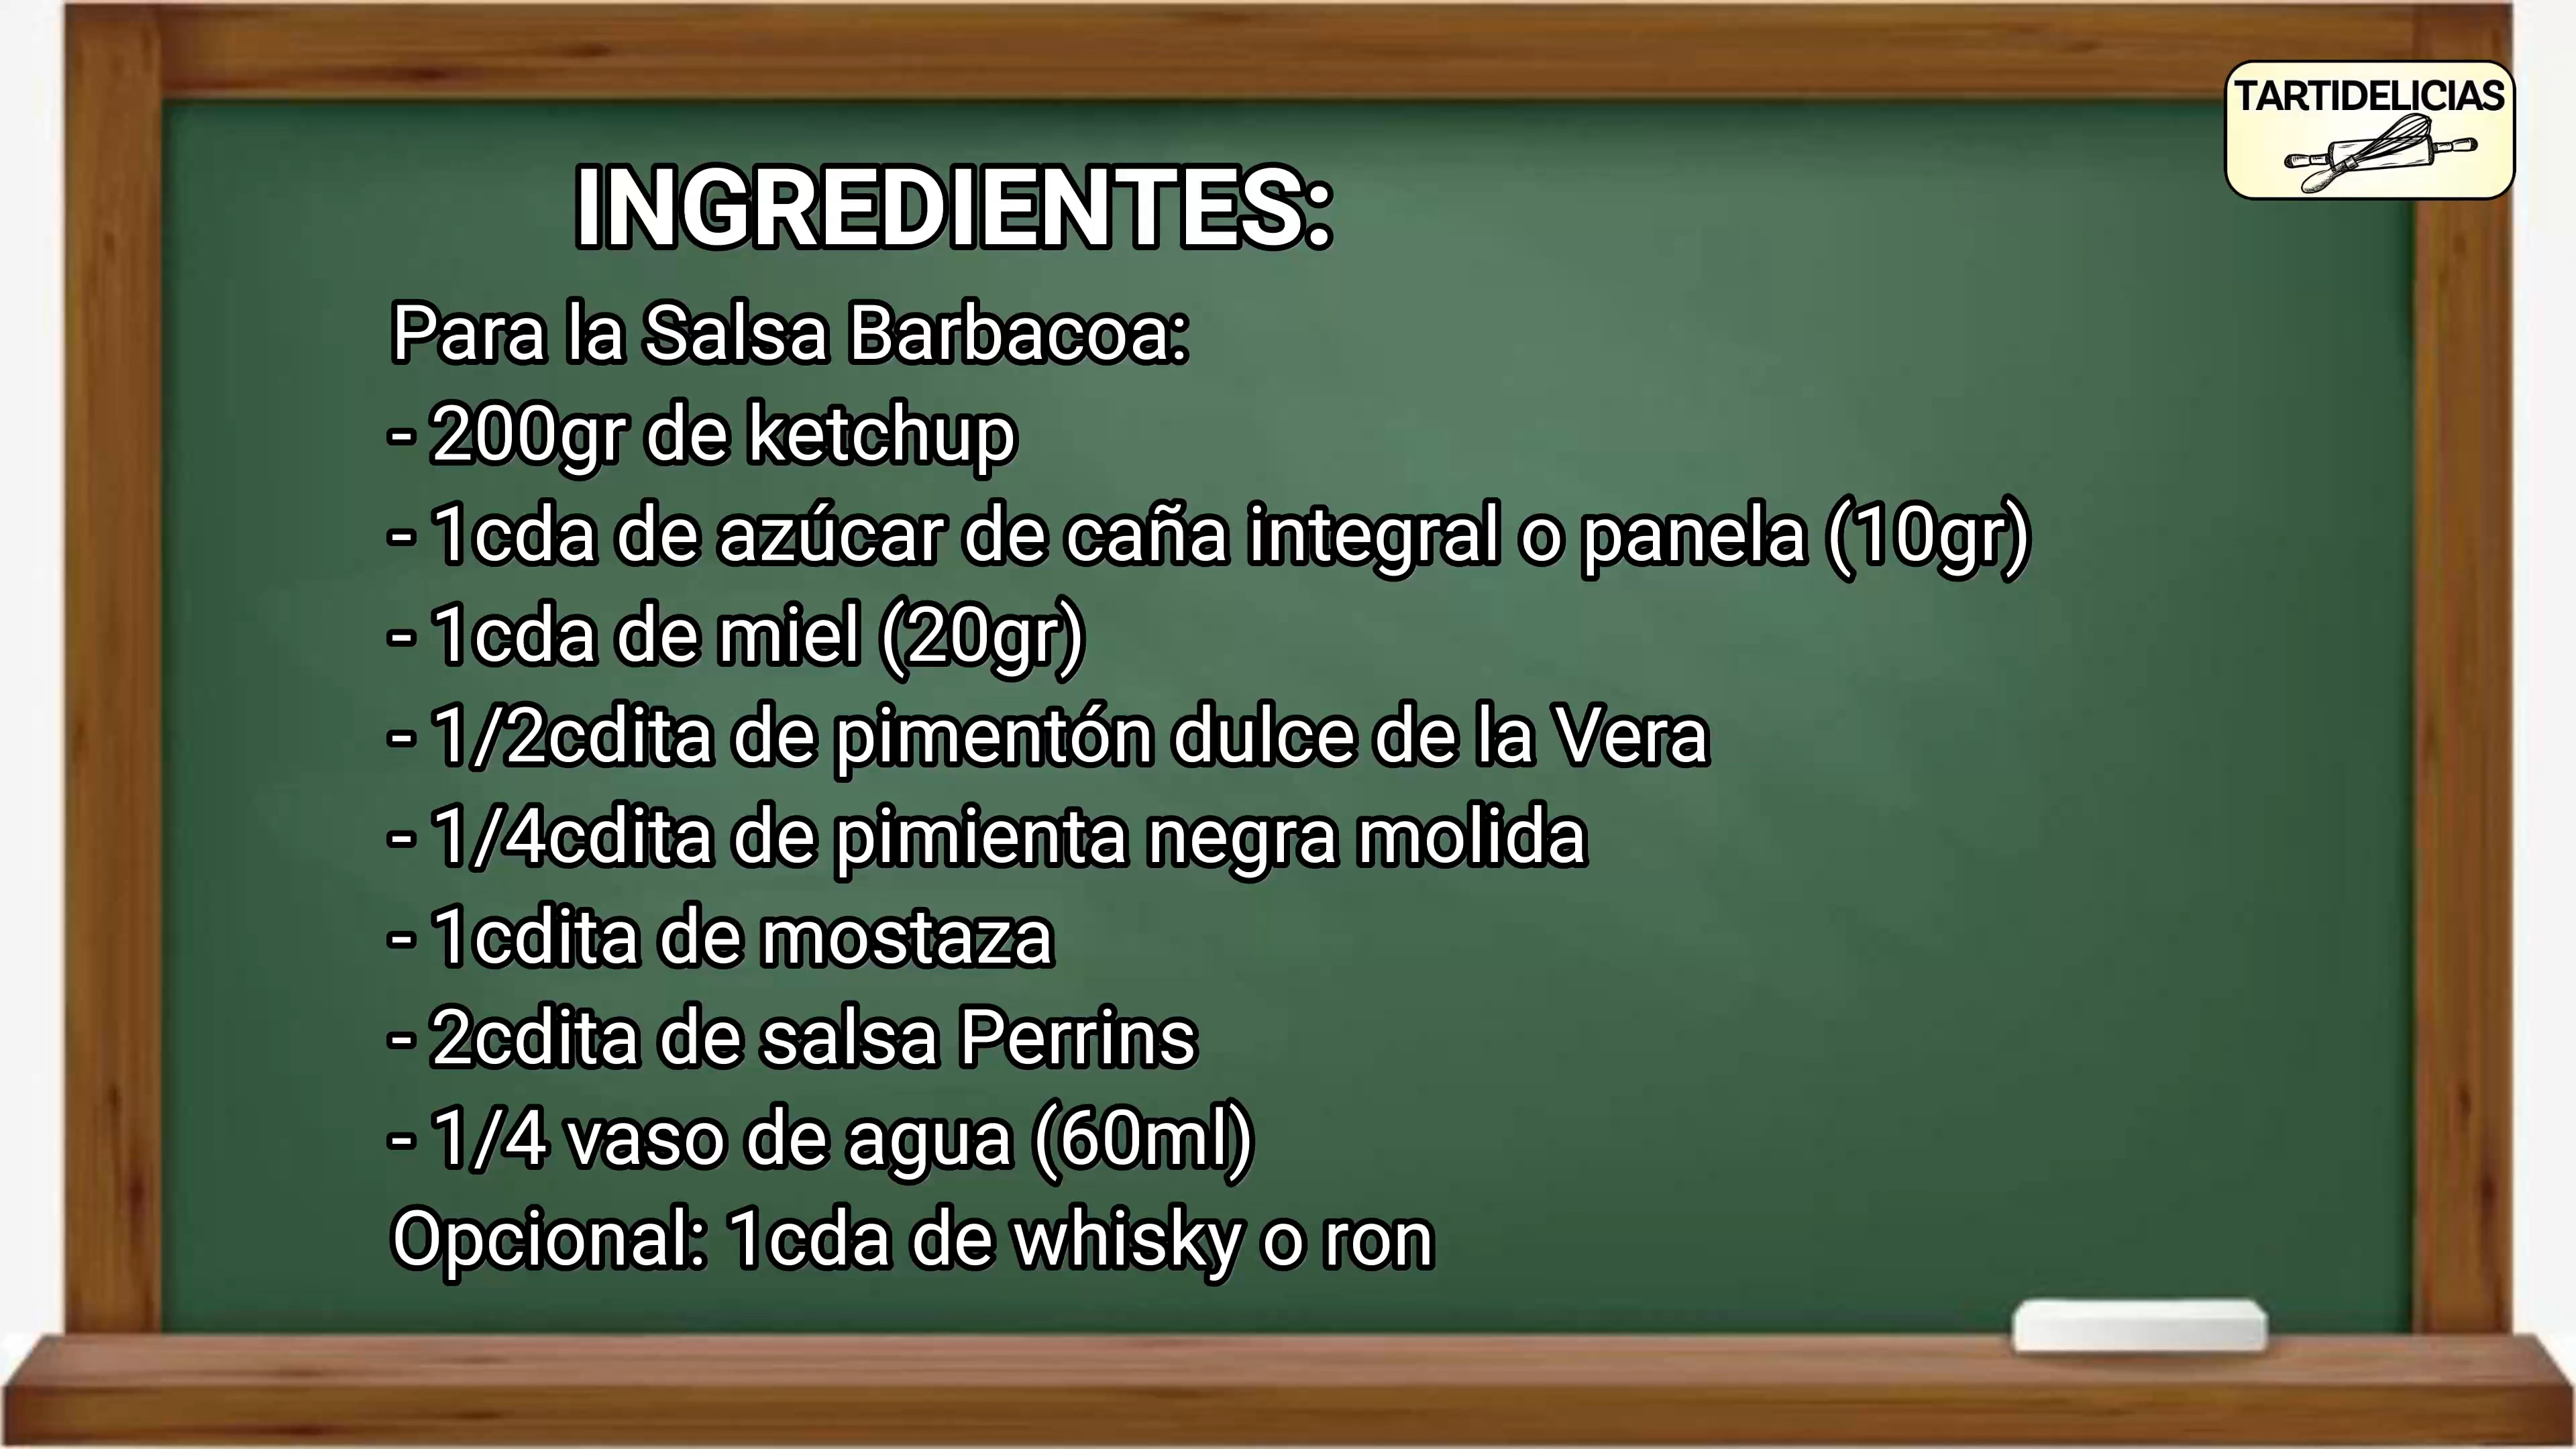 TARTIDELICIAS
INGREDIENTES:
Para la Salsa Barbacoa:
- 200gr de ketchup
- 1cda de azúcar de caña integral o panela (10gr)
- 1cda de miel (20gr)
- 1/2cdita de pimentón dulce de la Vera
- 1/4cdita de pimienta negra molida
- 1cdita de mostaza
- 2cdita de salsa Perrins
- 1/4 vaso de agua (60ml)
Opcional: 1cda de whisky o ron